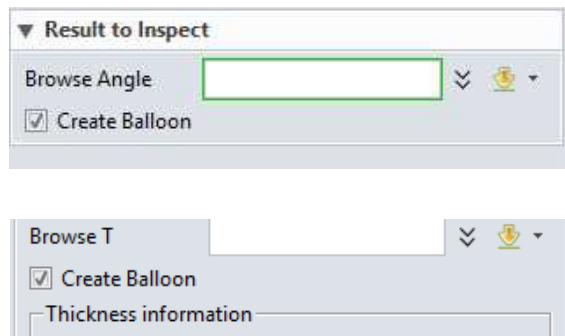 Result to Inspect
Browse Angle
Create Balloon
Browse T
Create Balloon
Thickness information